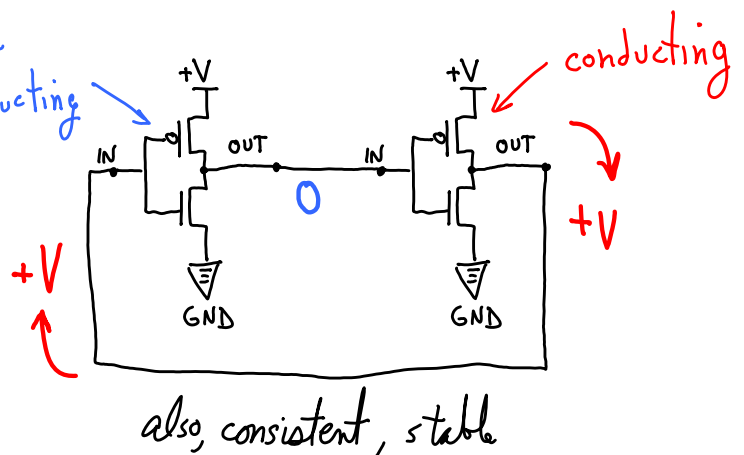 conducting
ucting
+V
+V
IN
OUT
IN
OUT
0
+V
+V
GND
GND
also, consistent, stable